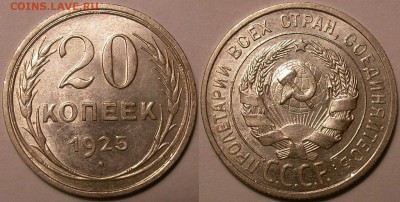 COINS.LAVE.RU
20
КОПЕЕК
1925
ПРОЛЕТАРИИ ВСЕХ СТРАН, СОЕДИНЯЙТЕСЬ!
СССР